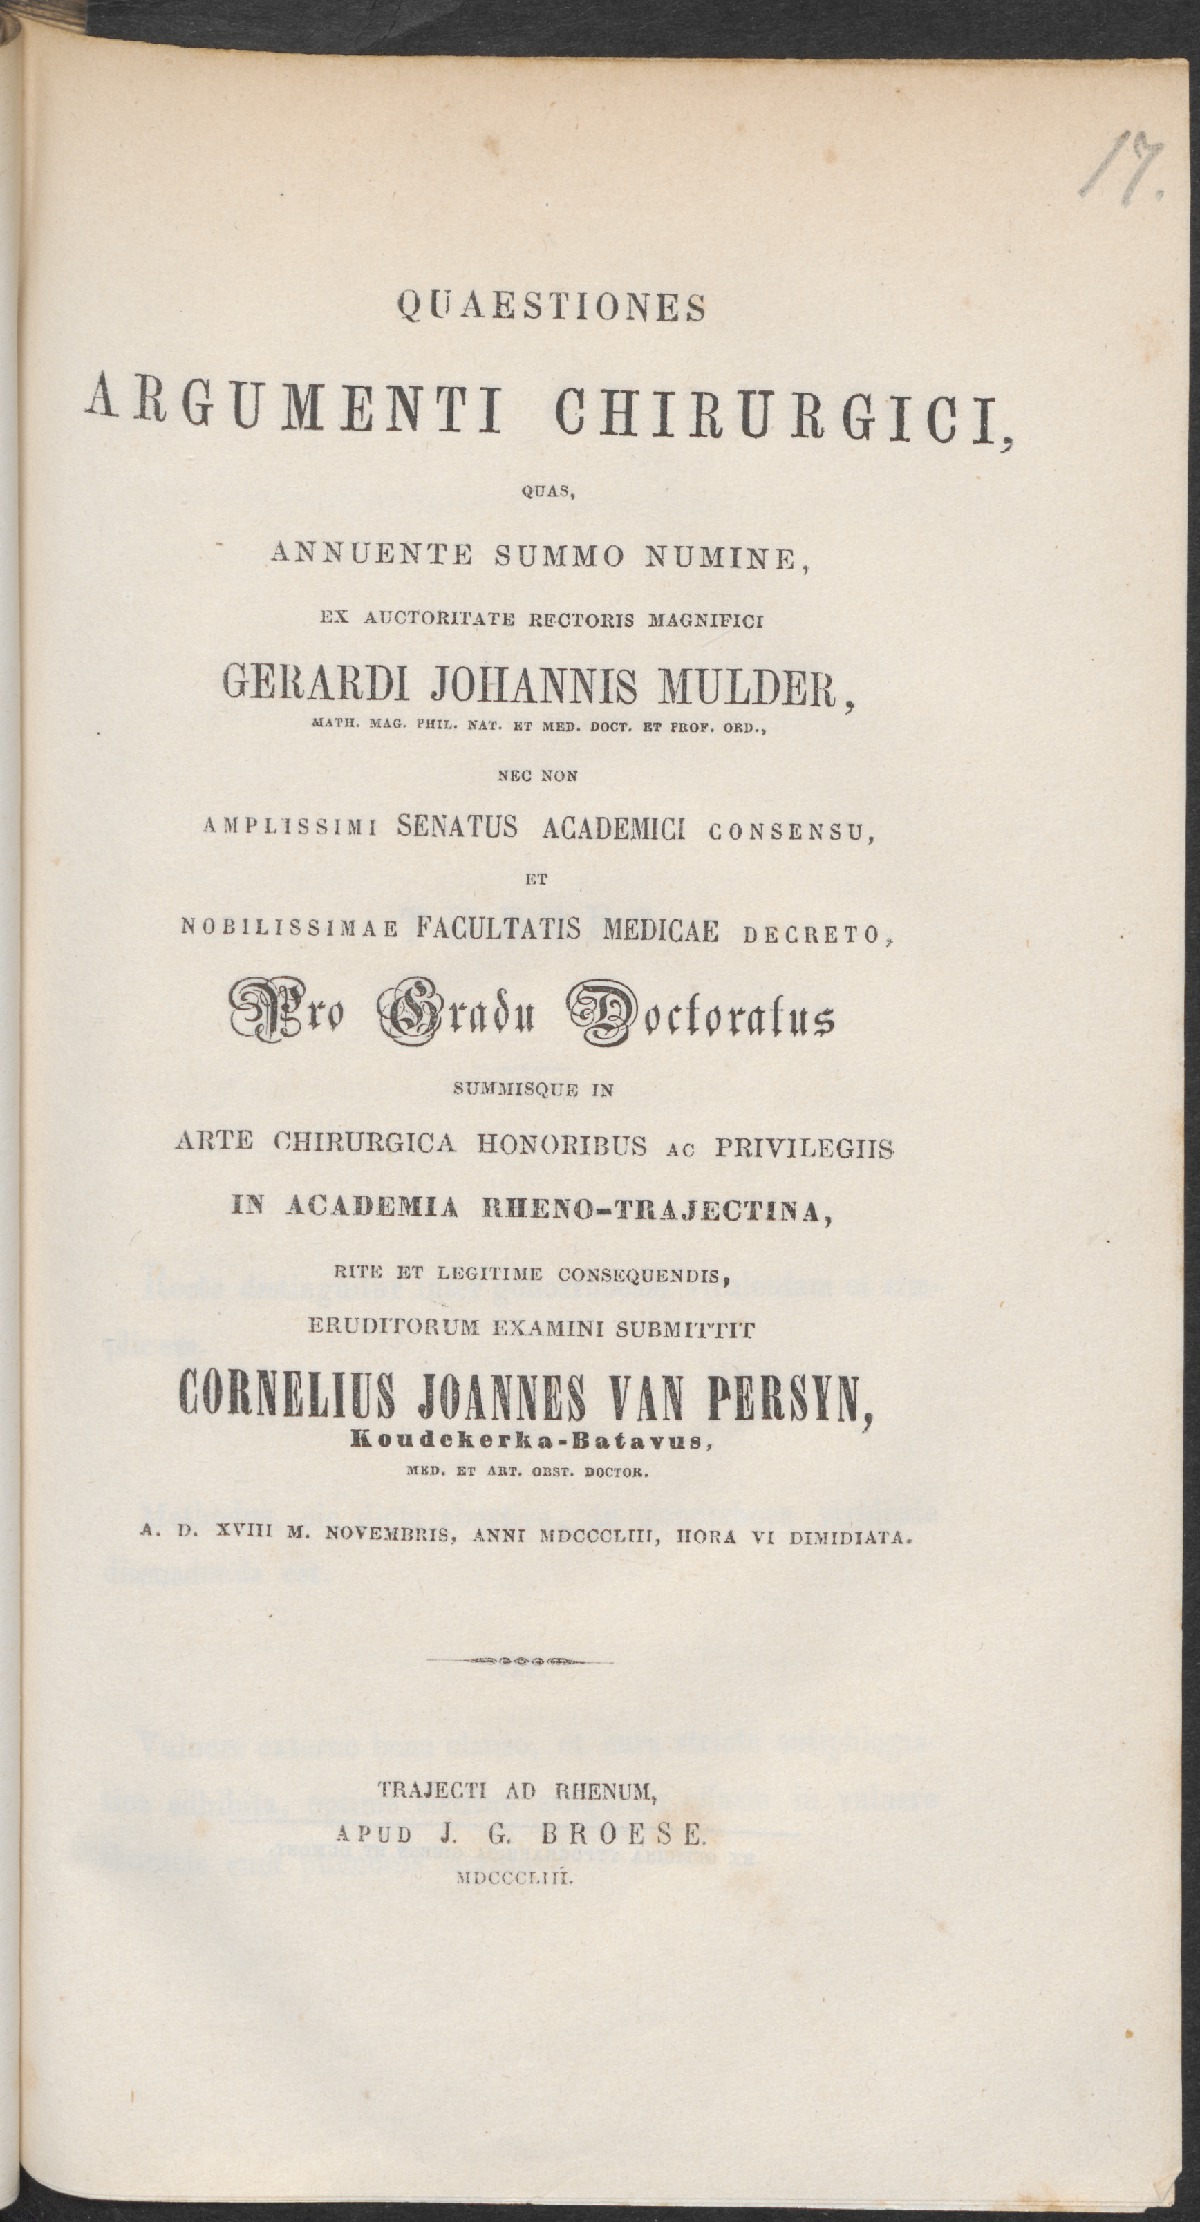 17.
QUAESTIONES
ARGUMENTI CHIRURGICI,
QUAS,
ANNUENTE SUMMO NUMINE,
EX AUCTORITATE RECTORIS MAGNIFICI
GERARDI JOHANNIS MULDER,
MATH. MAG. PHIL. NAT. ET MED. DOCT. ET PROF. ORD.,
NEC NON
AMPLISSIMI SENATUS ACADEMICI CONSENSU,
ET
NOBILISSIMAE FACULTATIS MEDICAE DECRETO,
Pro Gradu Doctoratus
SUMMISQUE IN
ARTE CHIRURGICA HONORIBUS AC PRIVILEGIIS
IN ACADEMIA RHENO-TRAJECTINA,
RITE ET LEGITIME CONSEQUENDIS,
ERUDITORUM EXAMINI SUBMITTIT
CORNELIUS JOANNES VAN PERSYN,
Koudekerka-Batavus,
MED. ET ART. OBST. DOCTOR.
A. D. XVIII M. NOVEMBRIS, ANNI MDCCCLIII, HORA VI DIMIDIATA.
TRAJECTI AD RHENUM,
APUD J. G. BROESE.
MDCCCLIII.